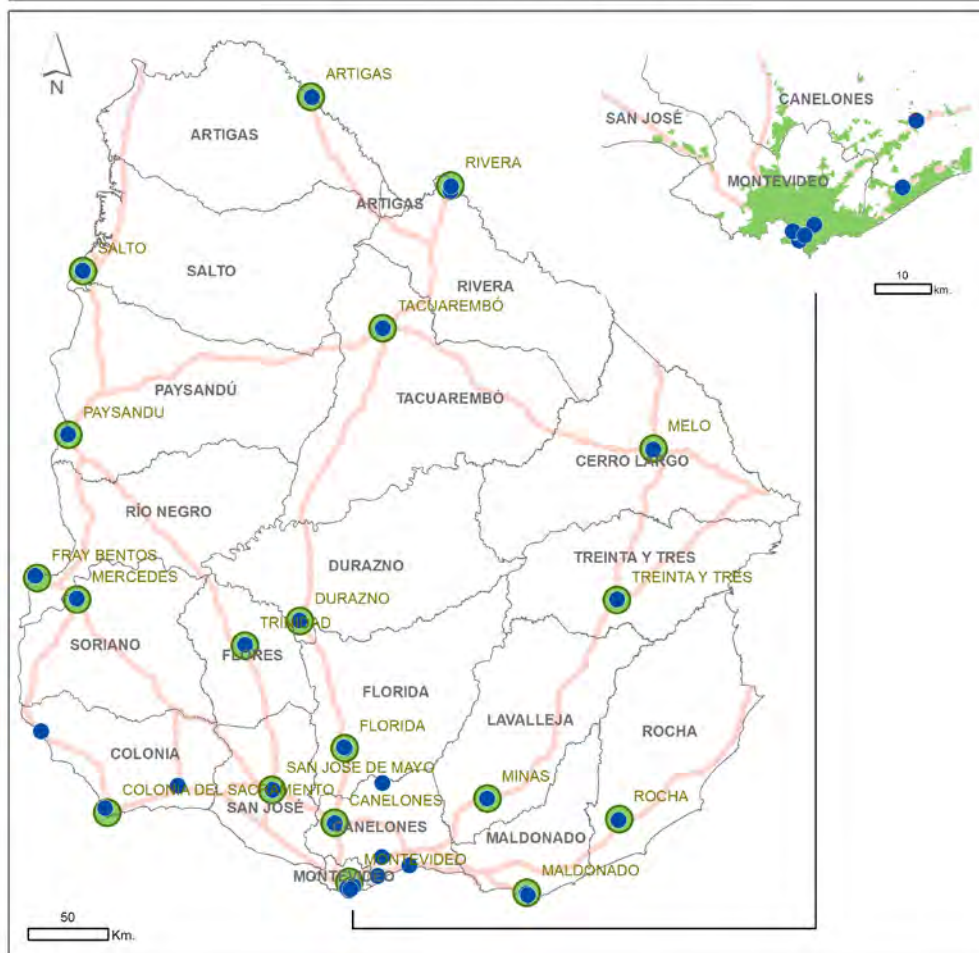 N
ARTIGAS
ARTIGAS
RIVERA
ARTIGAS
SALTO
SALTO
RIVERA
TACUAREMBÓ
PAYSANDÚ
TACUAREMBÓ
PAYSANDU
MELO
CERRO LARGO
RÍO NEGRO
FRAY BENTOS
MERCEDES
DURAZNO
TREINTA Y TRES
TREINTA Y TRES
DURAZNO
TRINIDAD
SORIANO
FLORES
FLORIDA
LAVALLEJA
ROCHA
FLORIDA
COLONIA
SAN JOSE DE MAYO
MINAS
COLONIA DEL SACRAMENTO
SAN JOSÉ
CANELONES
ROCHA
CANELONES
MALDONADO
MONTEVIDEO
MONTEVIDEO
MALDONADO
50
Km.
CANELONES
SAN JOSÉ
MONTEVIDEO
10
km.